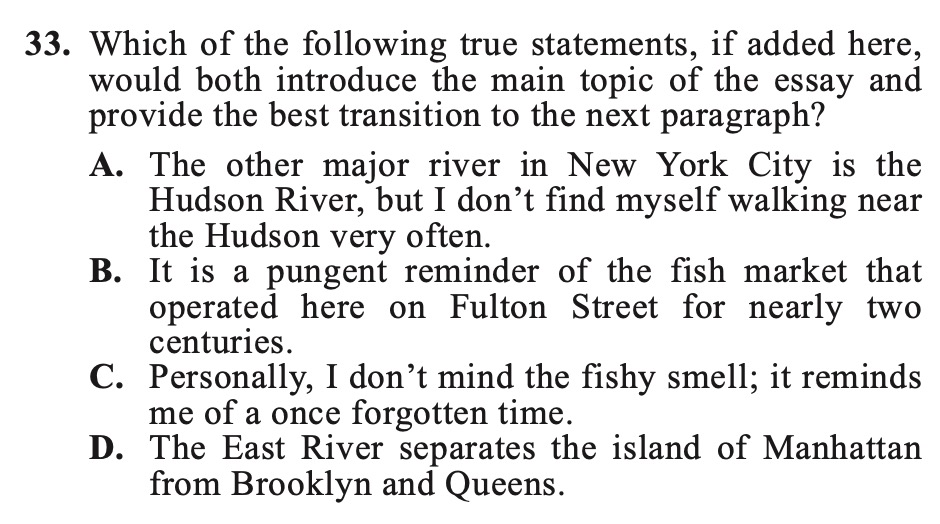 33. Which of the following true statements, if added here,
would both introduce the main topic of the essay and
provide the best transition to the next paragraph?
A. The other major river in New York City is the
Hudson River, but I don’t find myself walking near
the Hudson very often.
B. It is a pungent reminder of the fish market that
operated here on Fulton Street for nearly two
centuries.
C. Personally, I don’t mind the fishy smell; it reminds
me of a once forgotten time.
D. The East River separates the island of Manhattan
from Brooklyn and Queens.